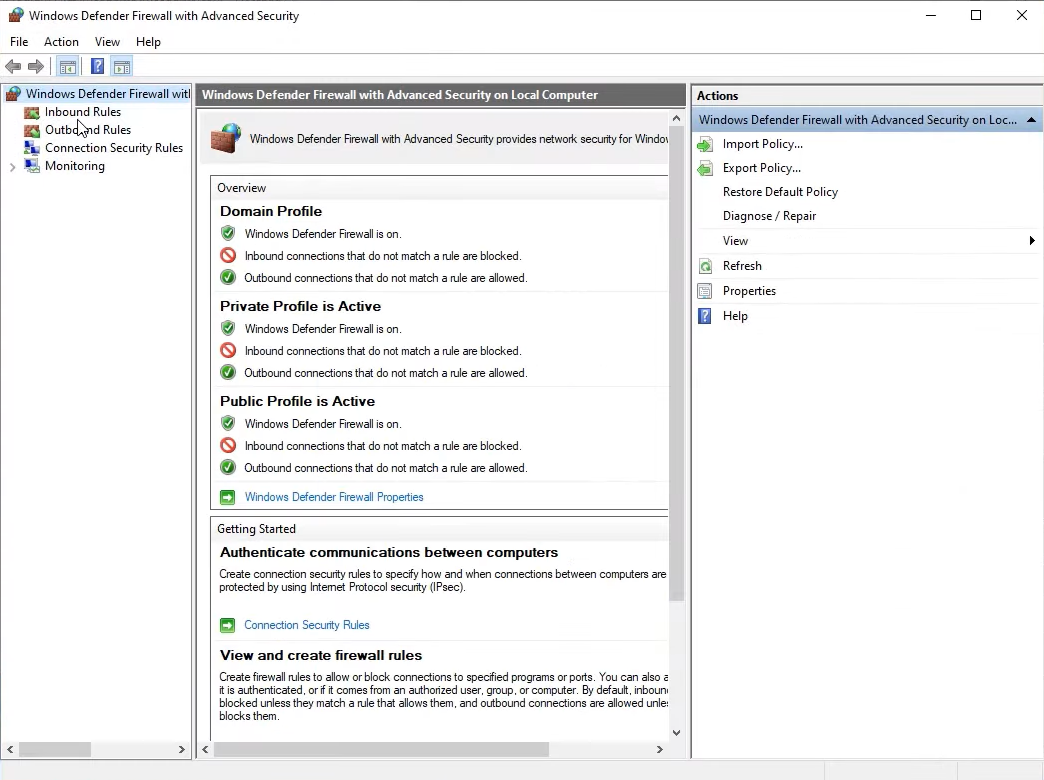 Windows Defender Firewall with Advanced Security
File Action View Help
Windows Defender Firewall with
Inbound Rules
Outbound Rules
Connection Security Rules
Monitoring
Windows Defender Firewall with Advanced Security on Local Computer
Windows Defender Firewall with Advanced Security provides network security for Window
Overview
Domain Profile
Windows Defender Firewall is on.
Inbound connections that do not match a rule are blocked.
Outbound connections that do not match a rule are allowed.
Private Profile is Active
Windows Defender Firewall is on.
Inbound connections that do not match a rule are blocked.
Outbound connections that do not match a rule are allowed.
Public Profile is Active
Windows Defender Firewall is on.
Inbound connections that do not match a rule are blocked.
Outbound connections that do not match a rule are allowed.
Windows Defender Firewall Properties
Getting Started
Authenticate communications between computers
Create connection security rules to specify how and when connections between computers are
protected by using Internet Protocol security (IPsec).
Connection Security Rules
View and create firewall rules
Create firewall rules to allow or block connections to specified programs or ports. You can also a
it is authenticated, or if it comes from an authorized user, group, or computer. By default, inboun
blocked unless they match a rule that allows them, and outbound connections are allowed unle
blocks them.
Actions
Windows Defender Firewall with Advanced Security on Loc...
Import Policy...
Export Policy...
Restore Default Policy
Diagnose / Repair
View
Refresh
Properties
Help